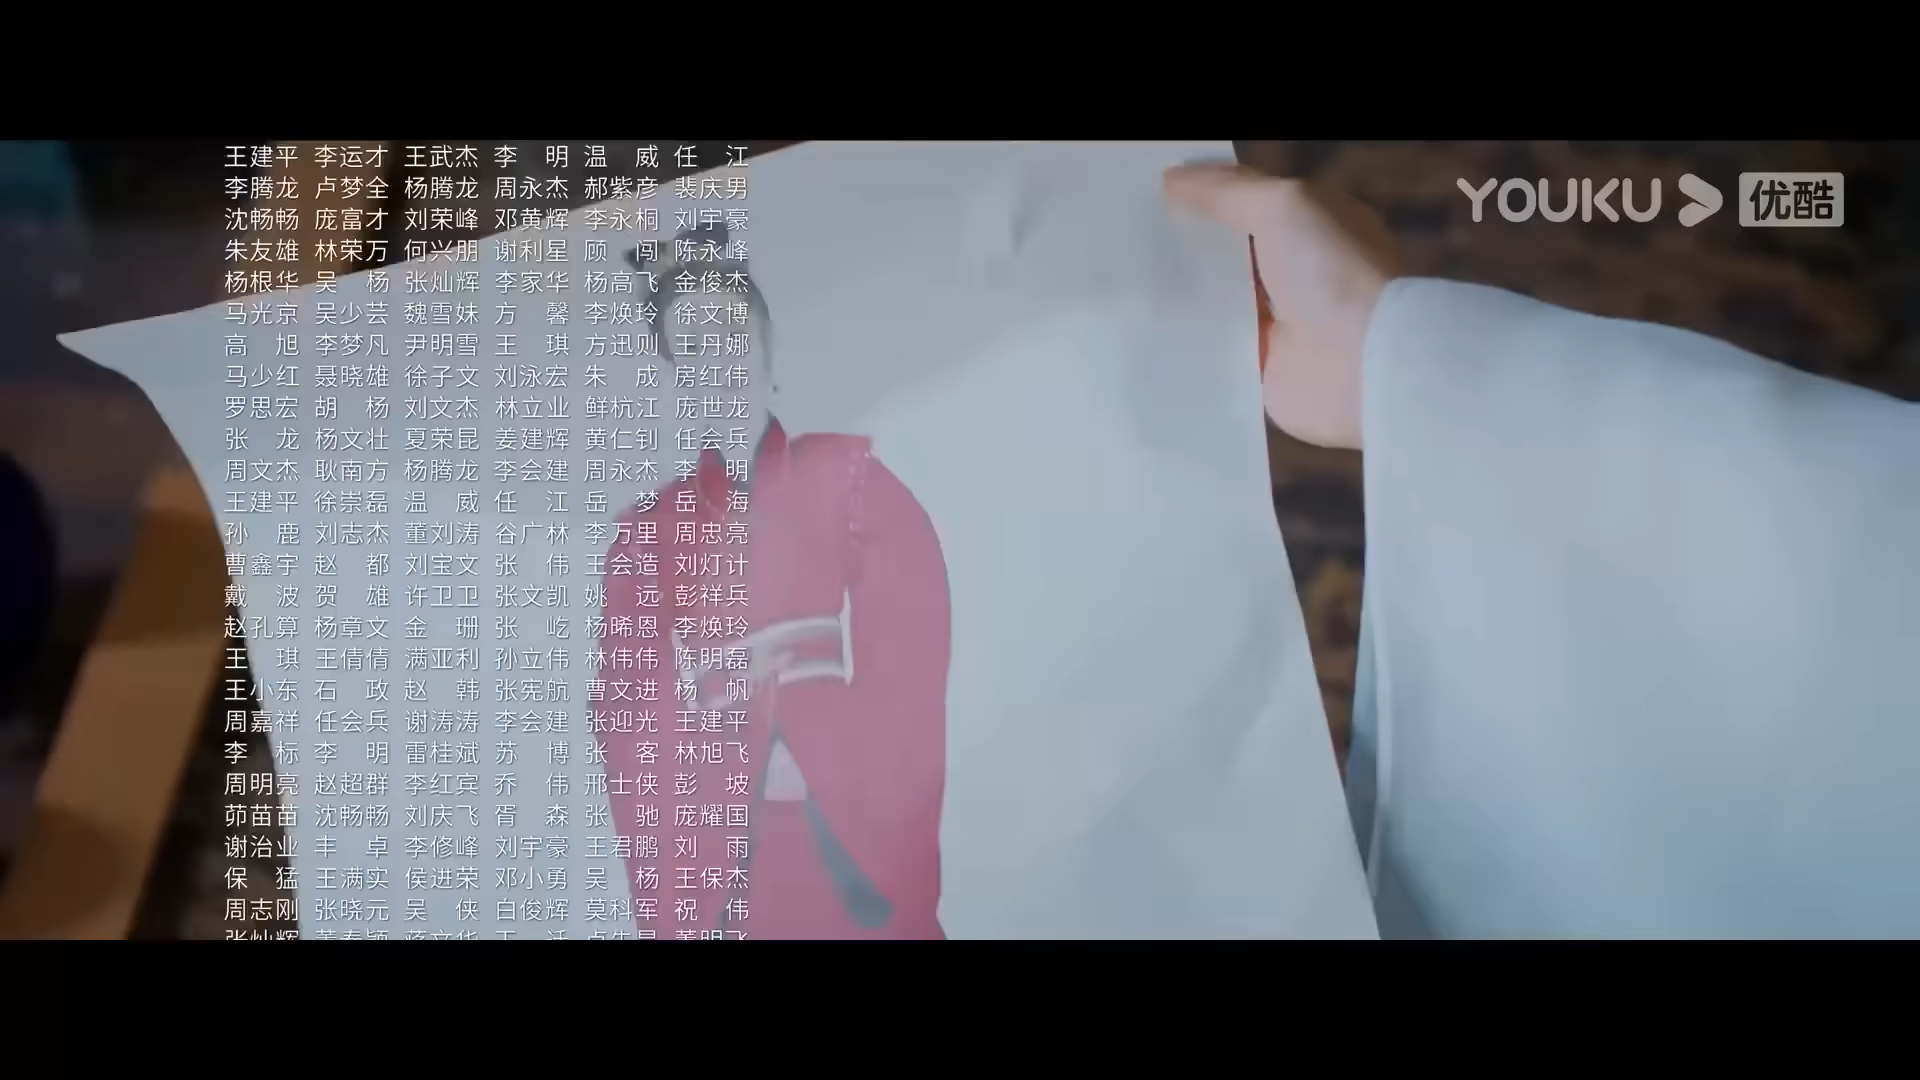 YOUKU 优酷
王建平 李运才 王武杰 李 明 温 威 任 江
李腾龙 卢梦全 杨腾龙 周永杰 郝紫彦 裴庆男
沈畅畅 庞富才 刘荣峰 邓黄辉 李永桐 刘宇豪
朱友雄 林荣万 何兴朋 谢利星 顾 闯 陈永峰
杨根华 吴 杨 张灿辉 李家华 杨高飞 金俊杰
马光京 吴少芸 魏雪妹 方 馨 李焕玲 徐文博
高 旭 李梦凡 尹明雪 王 琪 方迅则 王丹娜
马少红 聂晓雄 徐子文 刘泳宏 朱 成 房红伟
罗思宏 胡 杨 刘文杰 林立业 鲜杭江 庞世龙
张 龙 杨文壮 夏荣昆 姜建辉 黄仁钊 任会兵
周文杰 耿南方 杨腾龙 李会建 周永杰 李 明
王建平 徐崇磊 温 威 任 江 岳 梦 岳 海
孙 鹿 刘志杰 董刘涛 谷广林 李万里 周忠亮
曹鑫宇 赵 都 刘宝文 张 伟 王会造 刘灯计
戴 波 贺 雄 许卫卫 张文凯 姚 远 彭祥兵
赵孔算 杨章文 金 珊 张 屹 杨晞恩 李焕玲
王 琪 王倩倩 满亚利 孙立伟 林伟伟 陈明磊
王小东 石 政 赵 韩 张宪航 曹文进 杨 帆
周嘉祥 任会兵 谢涛涛 李会建 张迎光 王建平
李 标 李 明 雷桂斌 苏 博 张 客 林旭飞
周明亮 赵超群 李红宾 乔 伟 邢士侠 彭 坡
茆苗苗 沈畅畅 刘庆飞 胥 森 张 驰 庞耀国
谢治业 丰 卓 李修峰 刘宇豪 王君鹏 刘 雨
保 猛 王满实 侯进荣 邓小勇 吴 杨 王保杰
周志刚 张晓元 吴 侠 白俊辉 莫科军 祝 伟